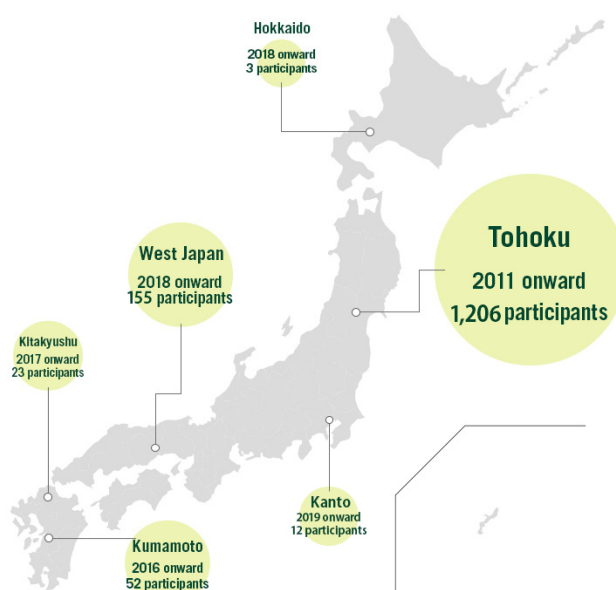 Hokkaido
2018 onward
3 participants
Tohoku
2011 onward
1,206 participants
West Japan
2018 onward
155 participants
Kitakyushu
2017 onward
23 participants
Kanto
2019 onward
12 participants
Kumamoto
2016 onward
52 participants